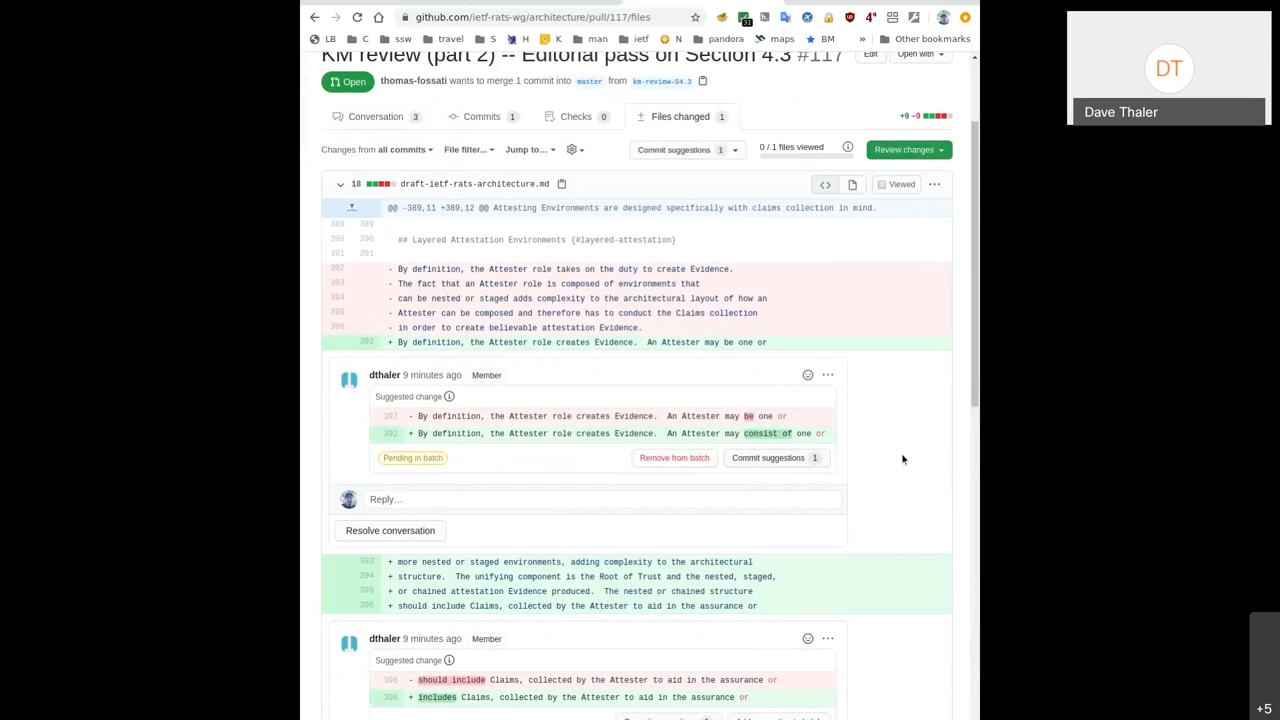 github.com/ietf-rats-wg/architecture/pull/117/files
31
LB C ssw travel S H K man ietf N pandora maps BM » Other bookmarks
KM review (part 2) -- Editorial pass on Section 4.3 #117
Edit Open with
Open thomas-fossati wants to merge 1 commit into master from km-review-S4.3
Conversation 3 Commits 1 Checks 0 Files changed 1 +9 −9
Changes from all commits File filter... Jump to... Commit suggestions 1 0 / 1 files viewed Review changes
18 draft-ietf-rats-architecture.md Viewed
@@ -389,11 +389,12 @@ Attesting Environments are designed specifically with claims collection in mind.
389 389
390 390 ## Layered Attestation Environments {#layered-attestation}
391 391
392 - By definition, the Attester role takes on the duty to create Evidence.
393 - The fact that an Attester role is composed of environments that
394 - can be nested or staged adds complexity to the architectural layout of how an
395 - Attester can be composed and therefore has to conduct the Claims collection
396 - in order to create believable attestation Evidence.
392 + By definition, the Attester role creates Evidence. An Attester may be one or
dthaler 9 minutes ago Member
Suggested change
392 - By definition, the Attester role creates Evidence. An Attester may be one or
392 + By definition, the Attester role creates Evidence. An Attester may consist of one or
Pending in batch Remove from batch Commit suggestions 1
Reply...
Resolve conversation
393 + more nested or staged environments, adding complexity to the architectural
394 + structure. The unifying component is the Root of Trust and the nested, staged,
395 + or chained attestation Evidence produced. The nested or chained structure
396 + should include Claims, collected by the Attester to aid in the assurance or
dthaler 9 minutes ago Member
Suggested change
396 - should include Claims, collected by the Attester to aid in the assurance or
396 + includes Claims, collected by the Attester to aid in the assurance or
DT
Dave Thaler
+5